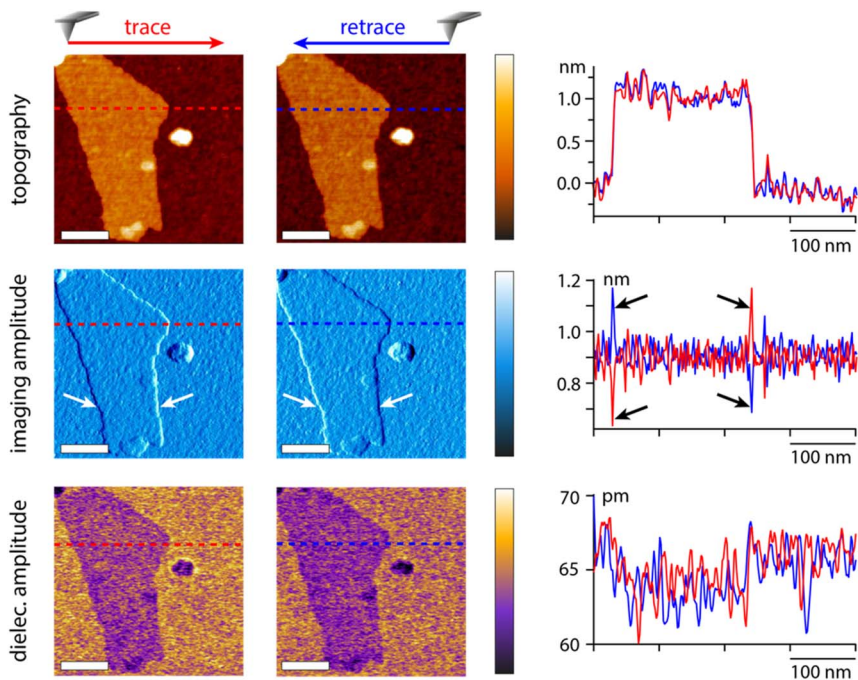 trace
retrace
topography
nm
1.0
0.5
0.0
100 nm
imaging amplitude
nm
1.2
1.0
0.8
100 nm
dielec. amplitude
pm
70
65
60
100 nm